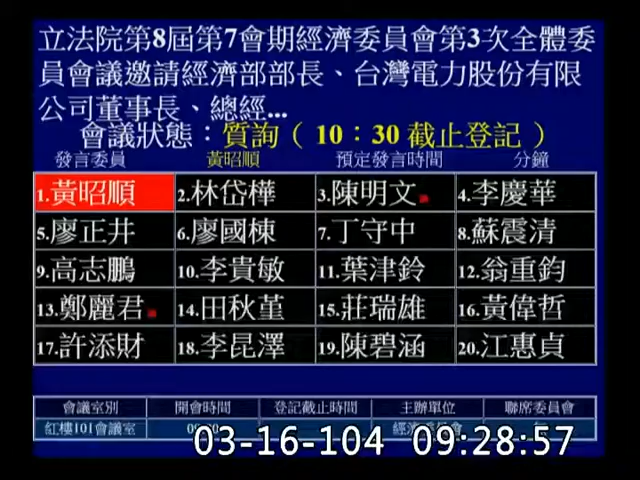 立法院第8屆第7會期經濟委員會第3次全體委
員會議邀請經濟部部長、台灣電力股份有限
公司董事長、總經...
會議狀態：質詢（10：30 截止登記）
發言委員 黃昭順 預定發言時間 分鐘
1.黃昭順 2.林岱樺 3.陳明文 4.李慶華
5.廖正井 6.廖國棟 7.丁守中 8.蘇震清
9.高志鵬 10.李貴敏 11.葉津鈴 12.翁重鈞
13.鄭麗君 14.田秋堇 15.莊瑞雄 16.黃偉哲
17.許添財 18.李昆澤 19.陳碧涵 20.江惠貞
會議室別 開會時間 登記截止時間 主辦單位 聯席委員會
紅樓101會議室
03-16-104 09:28:57